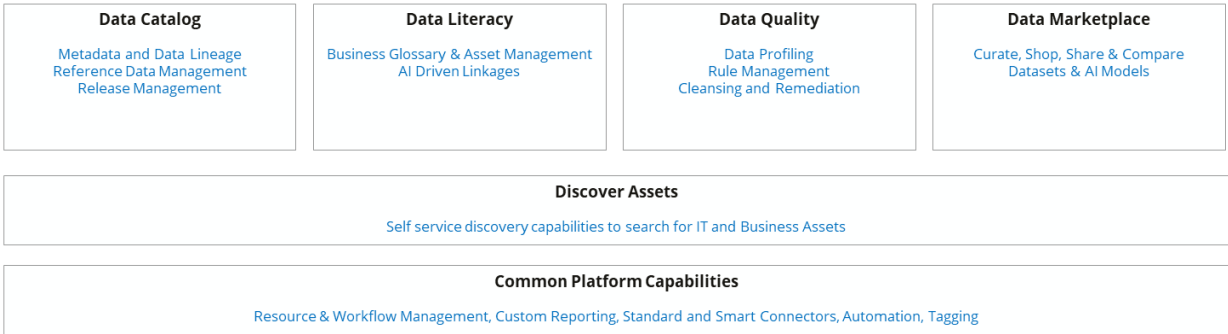 Data Catalog
Metadata and Data Lineage
Reference Data Management
Release Management
Data Literacy
Business Glossary & Asset Management
AI Driven Linkages
Data Quality
Data Profiling
Rule Management
Cleansing and Remediation
Data Marketplace
Curate, Shop, Share & Compare
Datasets & AI Models
Discover Assets
Self service discovery capabilities to search for IT and Business Assets
Common Platform Capabilities
Resource & Workflow Management, Custom Reporting, Standard and Smart Connectors, Automation, Tagging